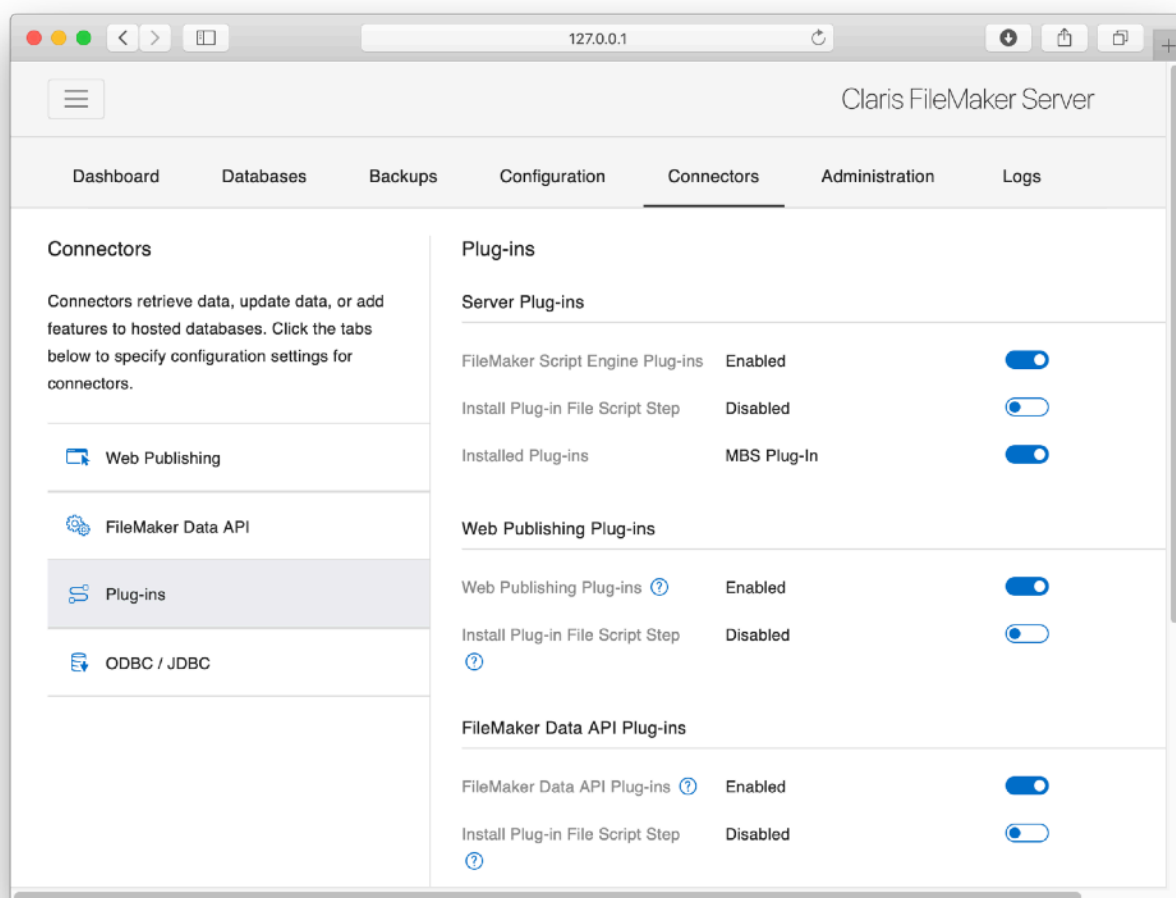 127.0.0.1
Claris FileMaker Server
Dashboard Databases Backups Configuration Connectors Administration Logs
Connectors
Connectors retrieve data, update data, or add
features to hosted databases. Click the tabs
below to specify configuration settings for
connectors.
Web Publishing
FileMaker Data API
Plug-ins
ODBC / JDBC
Plug-ins
Server Plug-ins
FileMaker Script Engine Plug-ins Enabled
Install Plug-in File Script Step Disabled
Installed Plug-ins MBS Plug-In
Web Publishing Plug-ins
Web Publishing Plug-ins ? Enabled
Install Plug-in File Script Step Disabled
?
FileMaker Data API Plug-ins
FileMaker Data API Plug-ins ? Enabled
Install Plug-in File Script Step Disabled
?